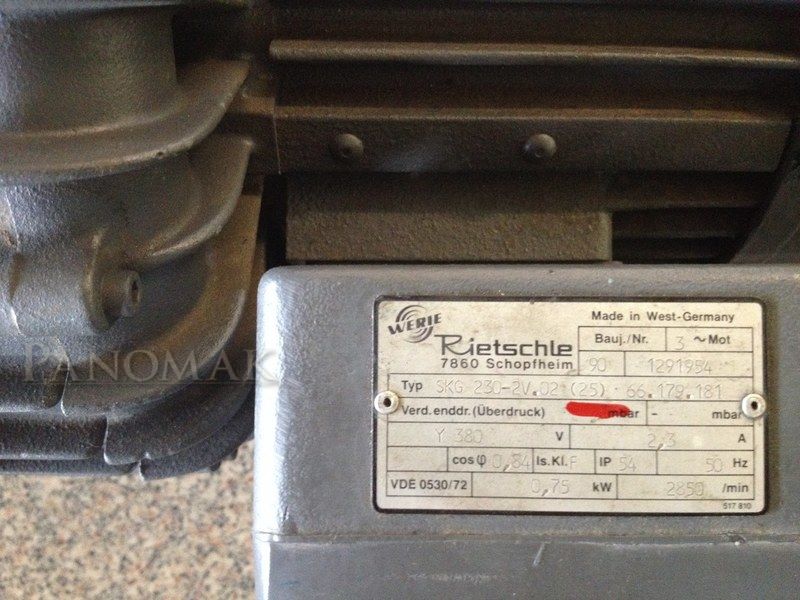 PANOMAK
WERIE
Rietschle
7860 Schopfheim
Made in West-Germany
Bauj./Nr. 3 ~ Mot
90 1291954
Typ SKG 230-2V.02 (25) 66.179.181
Verd.enddr.(Überdruck) mbar - mbar
Y 380 V 2,3 A
cos φ 0,84 Is.Kl. F IP 54 50 Hz
VDE 0530/72 0,75 kW 2850 /min
517 810